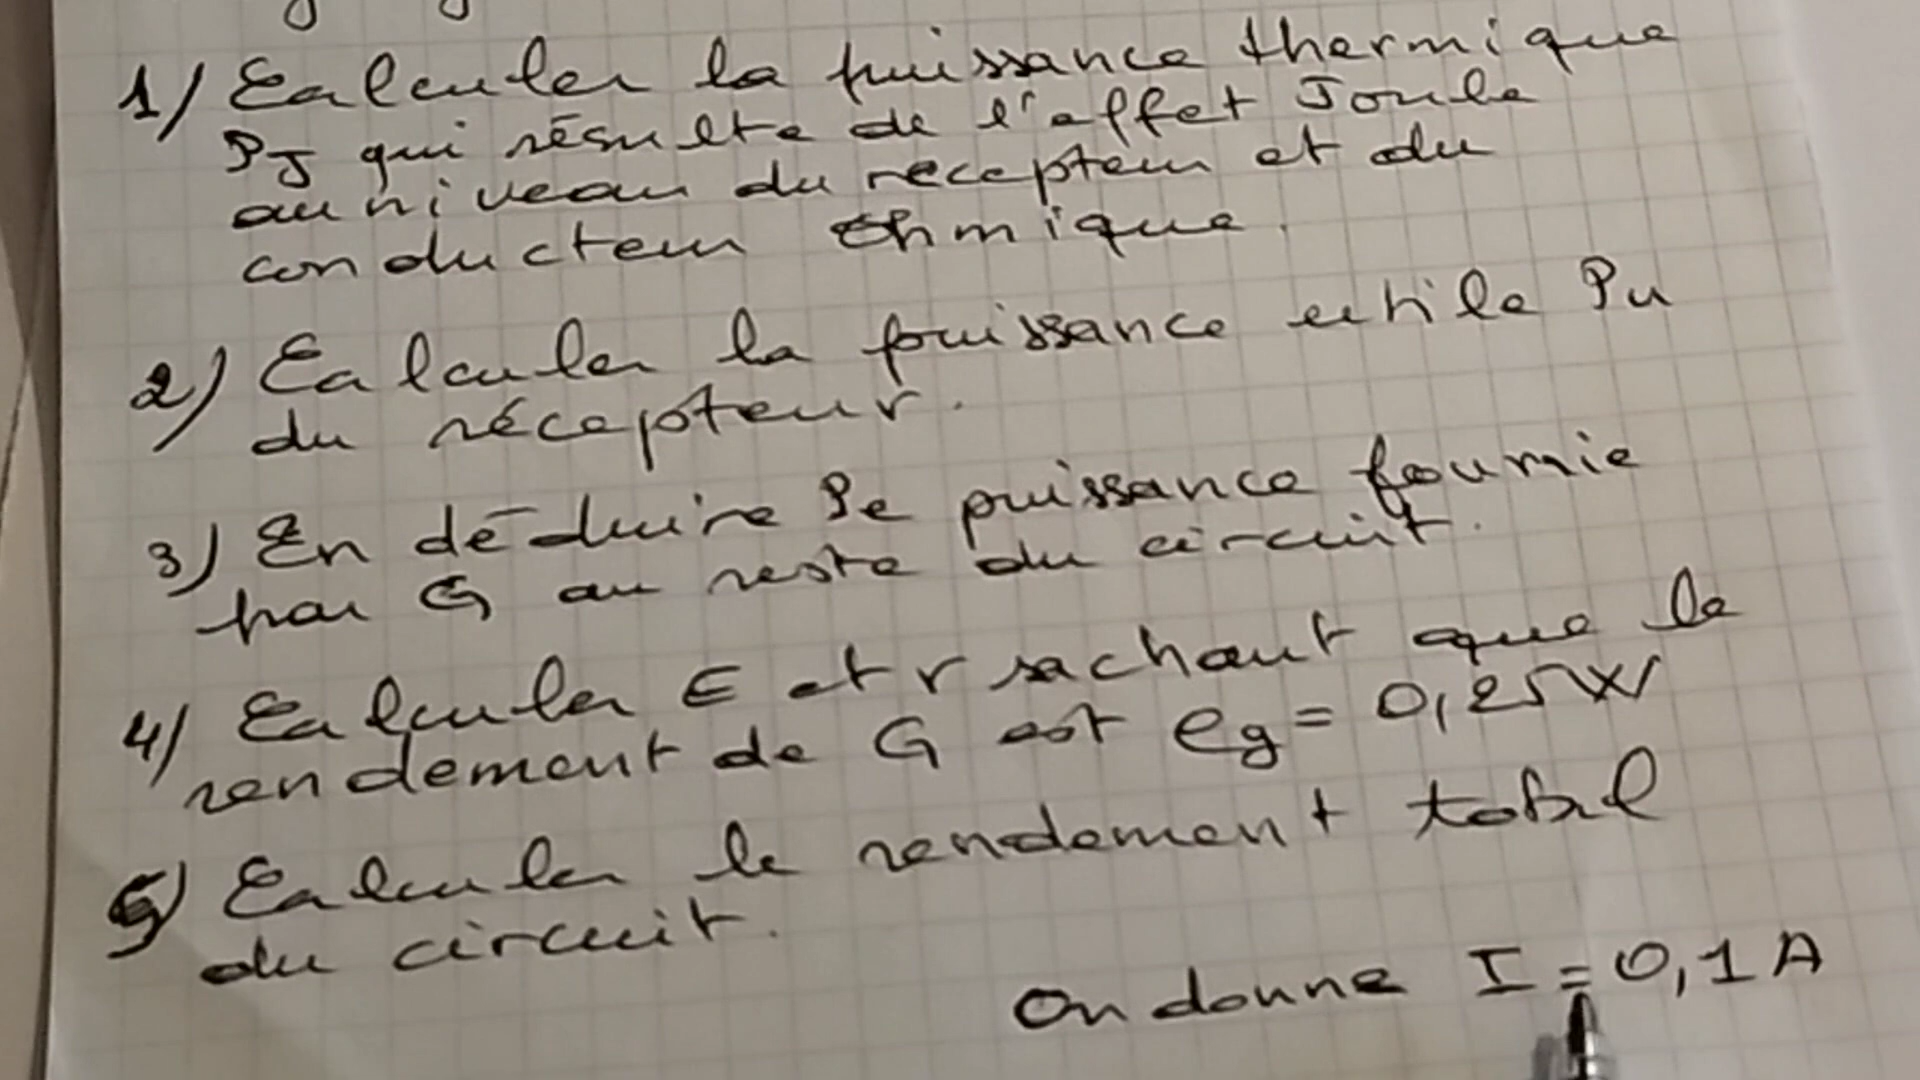 1) Calculer la puissance thermique
PJ qui résulte de l'effet Joule
au niveau du recepteur et du
conducteur ohmique.
2) Calculer la puissance utile Pu
du récepteur.
3) En déduire Pe puissance fournie
par G au reste du circuit.
4) Calculer E et r sachant que le
rendement de G est eg = 0,25W
5) Calculer le rendement total
du circuit.
On donne I = 0,1 A